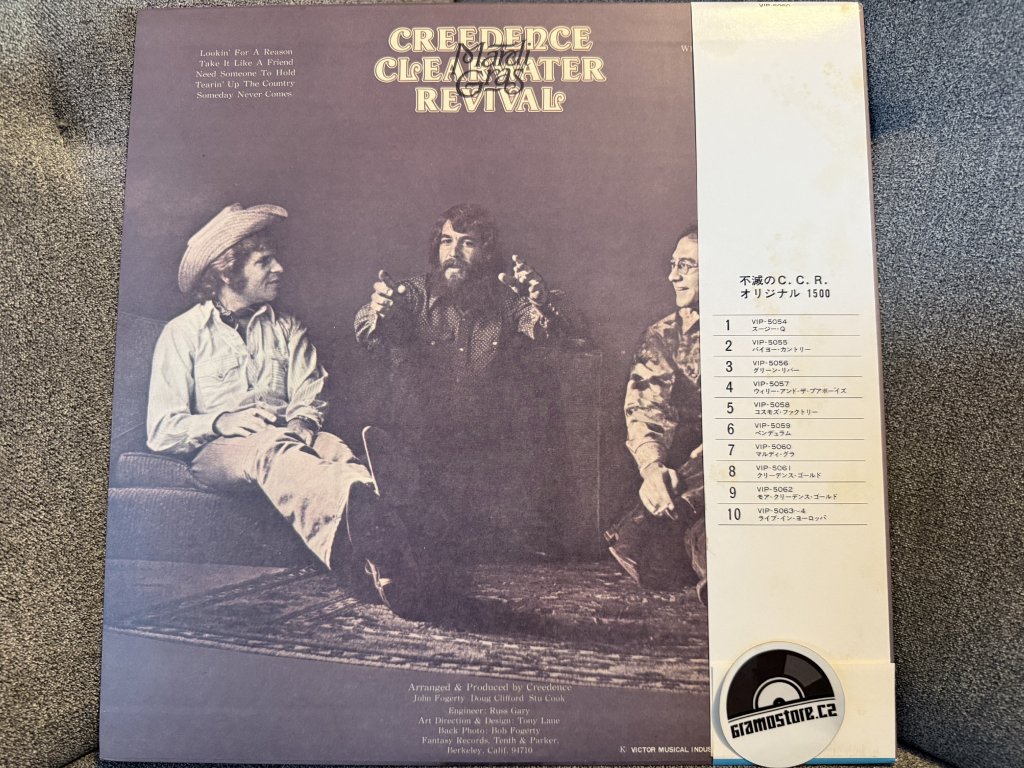 Lookin' For A Reason
Take It Like A Friend
Need Someone To Hold
Tearin' Up The Country
Someday Never Comes
CREEDENCE
CLEARWATER
REVIVAL
Mardi
Gras
不滅のC.C.R.
オリジナル 1500
1 VIP-5054
スージー・Q
2 VIP-5055
バイヨー・カントリー
3 VIP-5056
グリーン・リバー
4 VIP-5057
ウィリー・アンド・ザ・プアボーイズ
5 VIP-5058
コスモズ・ファクトリー
6 VIP-5059
ペンデュラム
7 VIP-5060
マルディ・グラ
8 VIP-5061
クリーデンス・ゴールド
9 VIP-5062
モア・クリーデンス・ゴールド
10 VIP-5063~4
ライブ・イン・ヨーロッパ
Arranged & Produced by Creedence
John Fogerty Doug Clifford Stu Cook
Engineer: Russ Gary
Art Direction & Design: Tony Lane
Back Photo: Bob Fogerty
Fantasy Records, Tenth & Parker,
Berkeley, Calif. 94710
VICTOR MUSICAL INDUS
Gramostore.cz